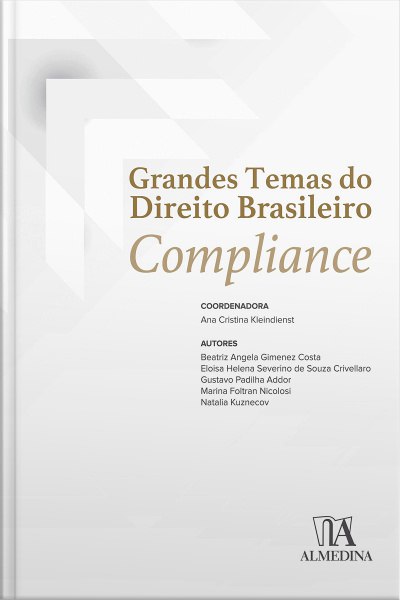 Grandes Temas do
Direito Brasileiro
Compliance
COORDENADORA
Ana Cristina Kleindienst
AUTORES
Beatriz Angela Gimenez Costa
Eloisa Helena Severino de Souza Crivellaro
Gustavo Padilha Addor
Marina Foltran Nicolosi
Natalia Kuznecov
ALMEDINA